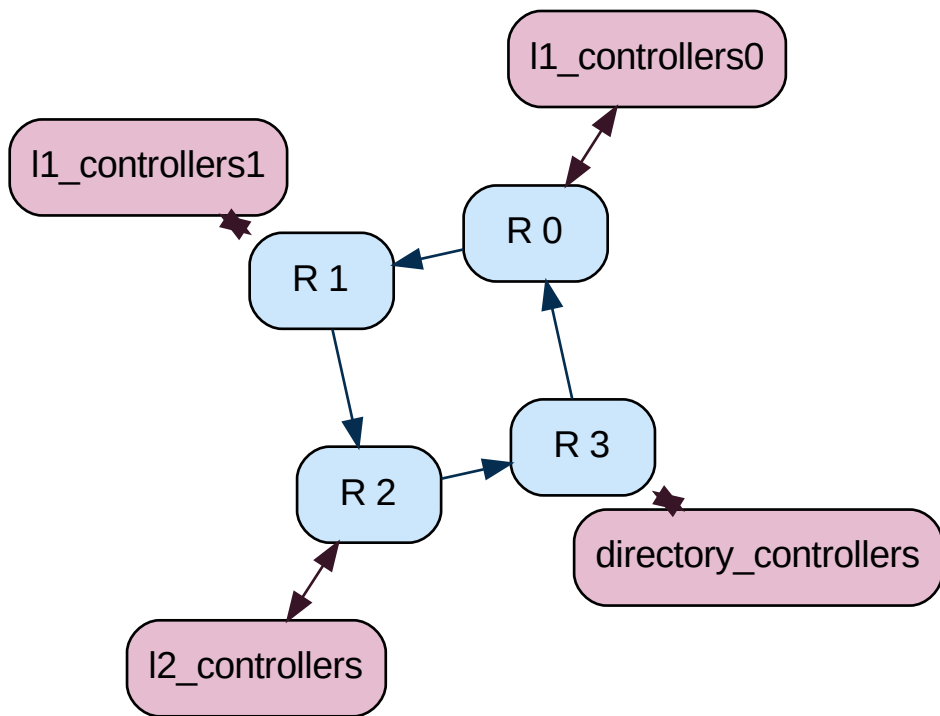 l1_controllers0
l1_controllers1
R 0
R 1
R 3
R 2
directory_controllers
l2_controllers